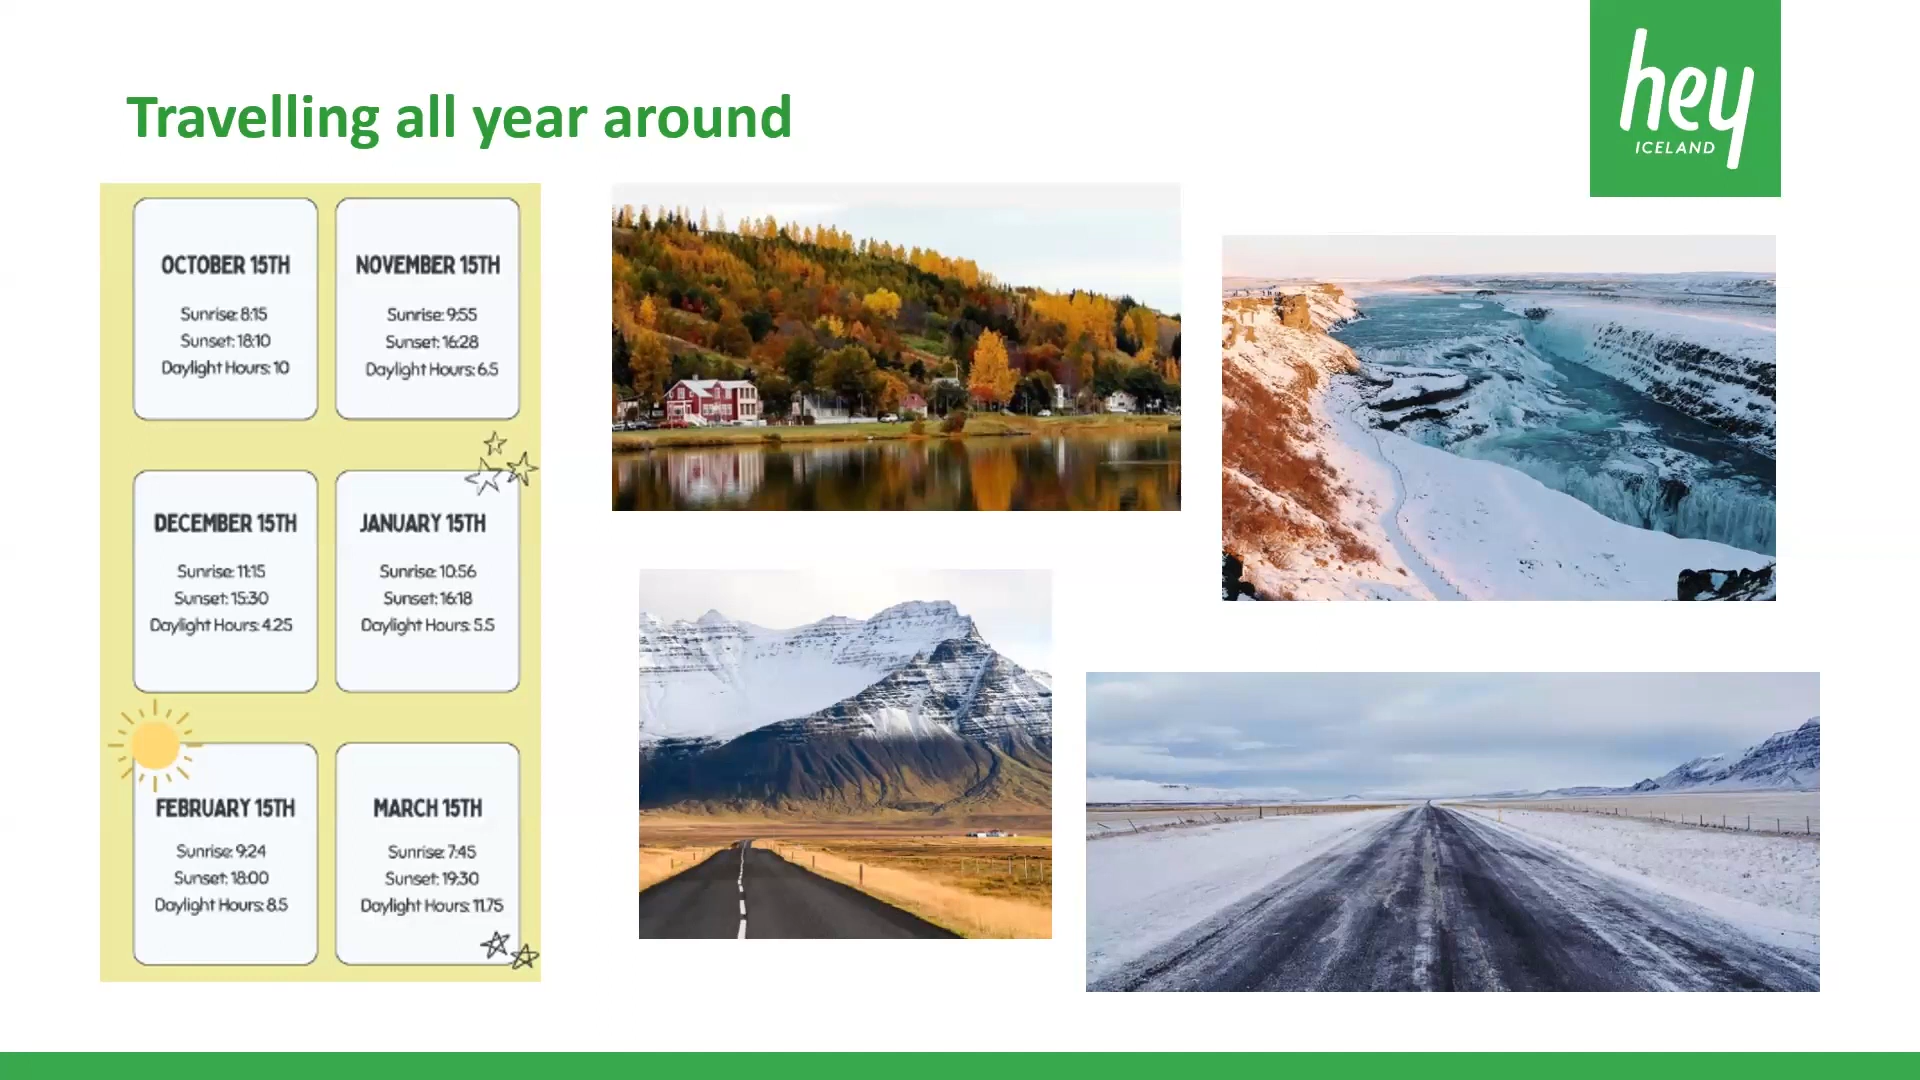 Travelling all year around
hey
ICELAND
OCTOBER 15TH
Sunrise: 8:15
Sunset: 18:10
Daylight Hours: 10
NOVEMBER 15TH
Sunrise: 9:55
Sunset: 16:28
Daylight Hours: 6.5
DECEMBER 15TH
Sunrise: 11:15
Sunset: 15:30
Daylight Hours: 4.25
JANUARY 15TH
Sunrise: 10:56
Sunset: 16:18
Daylight Hours: 5.5
FEBRUARY 15TH
Sunrise: 9:24
Sunset: 18:00
Daylight Hours: 8.5
MARCH 15TH
Sunrise: 7:45
Sunset: 19:30
Daylight Hours: 11.75